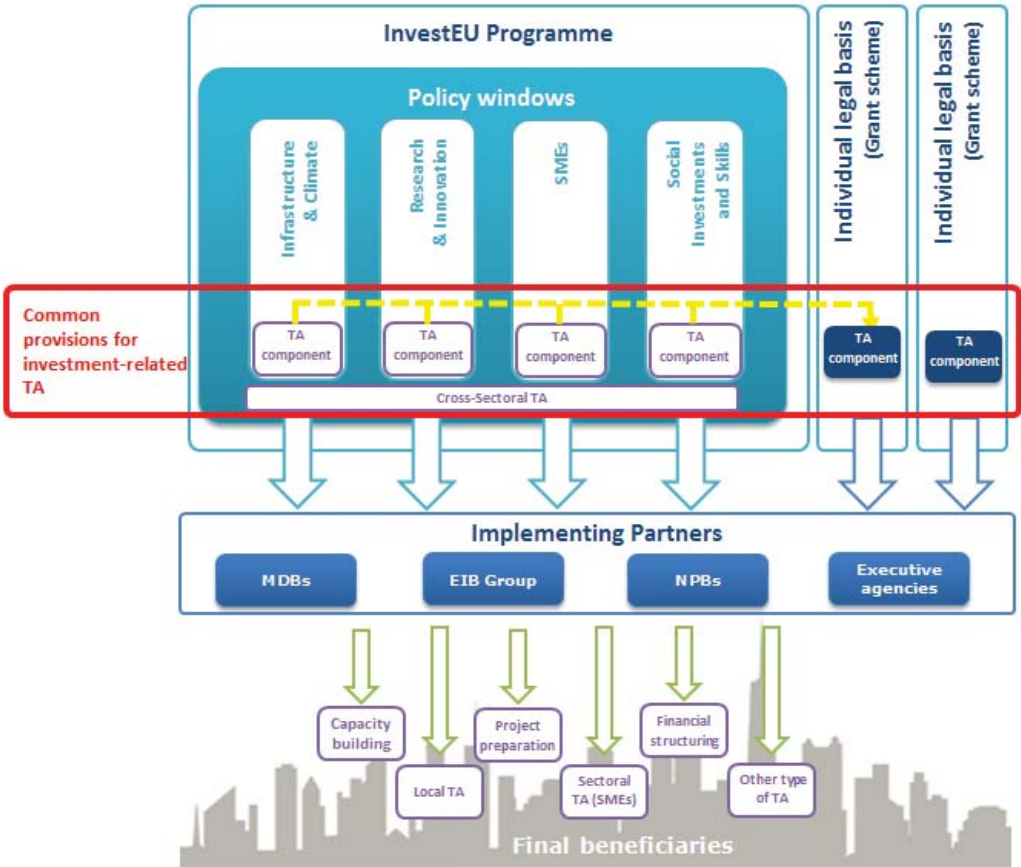 InvestEU Programme
Policy windows
Infrastructure
& Climate
Research
& Innovation
SMEs
Social
Investments
and Skills
Individual legal basis
(Grant scheme)
Individual legal basis
(Grant scheme)
Common
provisions for
investment-related
TA
TA
component
TA
component
TA
component
TA
component
TA
component
TA
component
Cross-Sectoral TA
Implementing Partners
MDBs
EIB Group
NPBs
Executive
agencies
Capacity
building
Local TA
Project
preparation
Sectoral
TA (SMEs)
Financial
structuring
Other type
of TA
Final beneficiaries